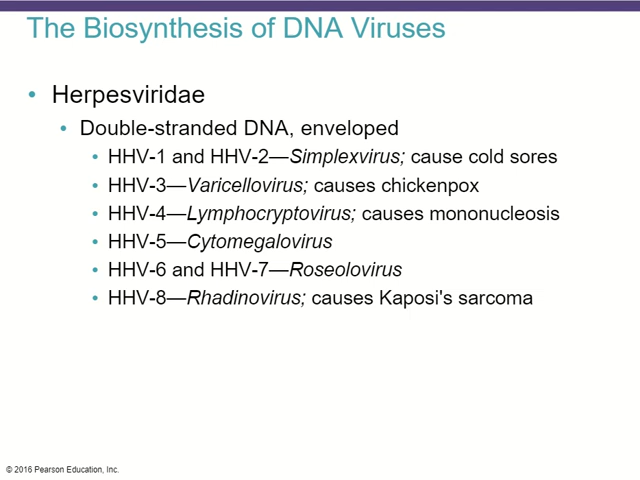 The Biosynthesis of DNA Viruses
• Herpesviridae
• Double-stranded DNA, enveloped
• HHV-1 and HHV-2—Simplexvirus; cause cold sores
• HHV-3—Varicellovirus; causes chickenpox
• HHV-4—Lymphocryptovirus; causes mononucleosis
• HHV-5—Cytomegalovirus
• HHV-6 and HHV-7—Roseolovirus
• HHV-8—Rhadinovirus; causes Kaposi's sarcoma
© 2016 Pearson Education, Inc.